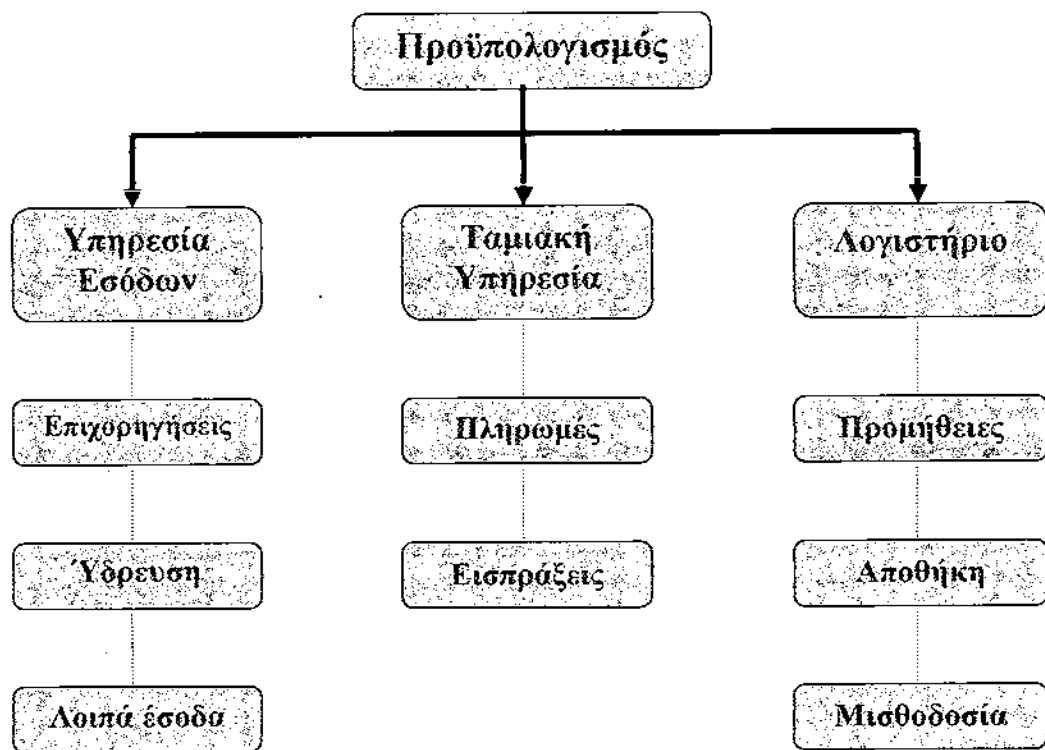 Προϋπολογισμός
Υπηρεσία
Εσόδων
Ταμιακή
Υπηρεσία
Λογιστήριο
Επιχορηγήσεις
Πληρωμές
Προμήθειες
Ύδρευση
Εισπράξεις
Αποθήκη
Λοιπά έσοδα
Μισθοδοσία